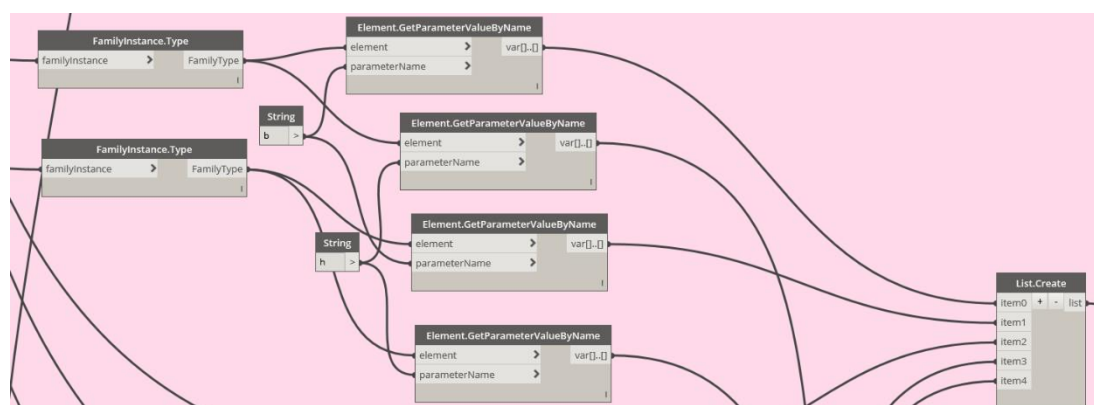 FamilyInstance.Type
familyInstance > FamilyType
l
Element.GetParameterValueByName
element > var[]..[]
parameterName >
l
String
b >
Element.GetParameterValueByName
element > var[]..[]
parameterName >
l
FamilyInstance.Type
familyInstance > FamilyType
l
Element.GetParameterValueByName
element > var[]..[]
parameterName >
l
String
h >
List.Create
item0 + - list
item1
item2
item3
item4
Element.GetParameterValueByName
element > var[]..[]
parameterName >
l